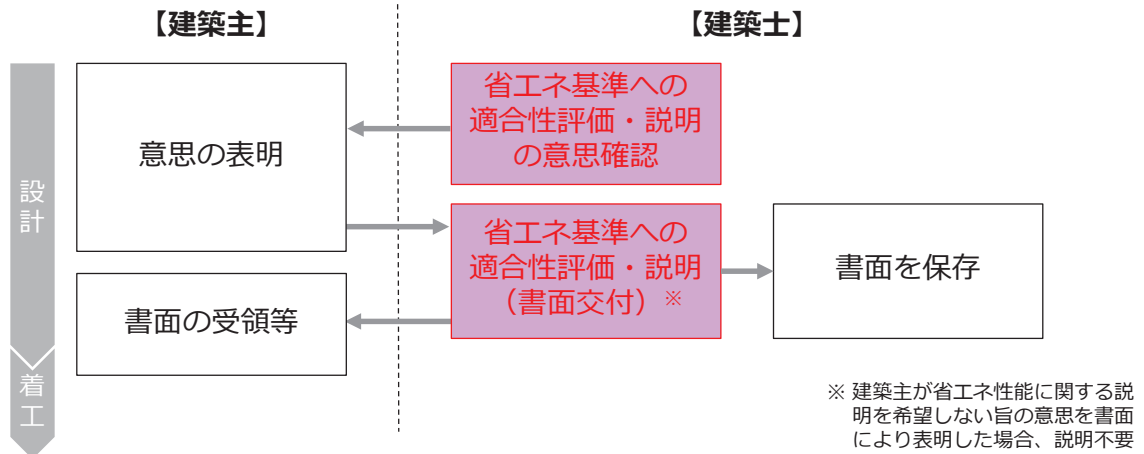 【建築主】
【建築士】
設計
着工
意思の表明
省エネ基準への
適合性評価・説明
の意思確認
省エネ基準への
適合性評価・説明
（書面交付）※
書面を保存
書面の受領等
※ 建築主が省エネ性能に関する説
明を希望しない旨の意思を書面
により表明した場合、説明不要